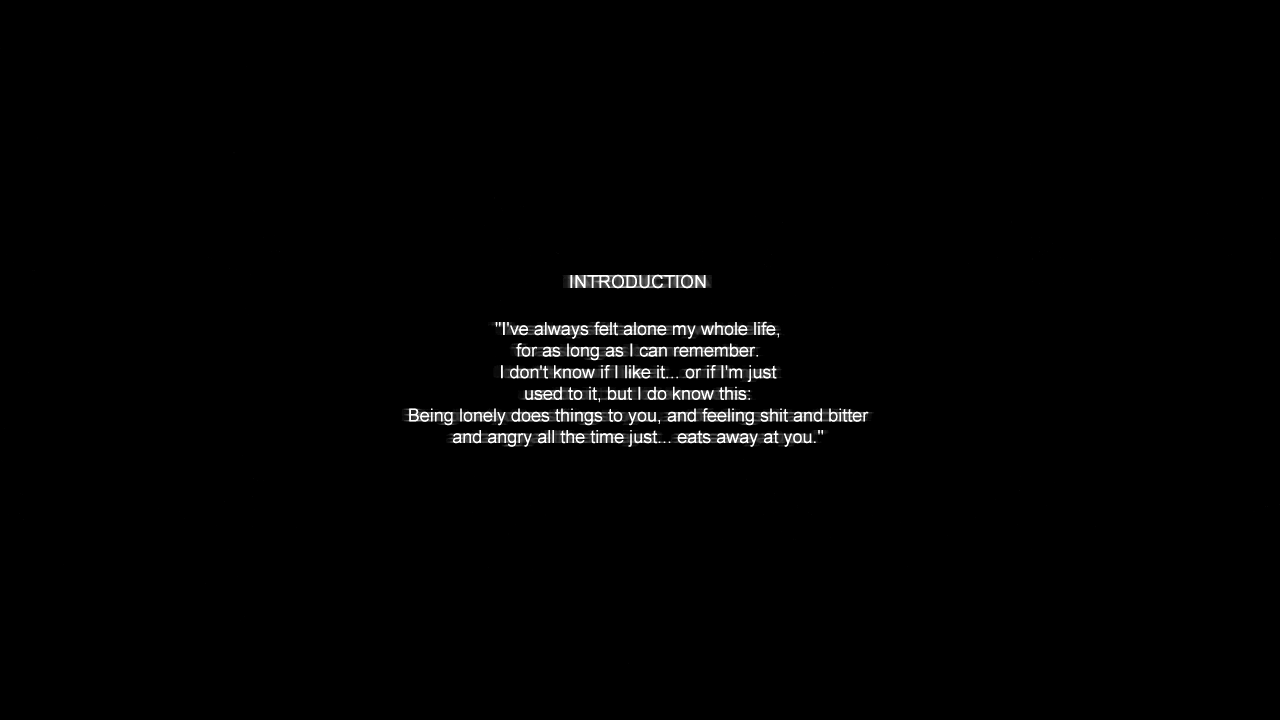 INTRODUCTION
"I've always felt alone my whole life,
for as long as I can remember.
I don't know if I like it... or if I'm just
used to it, but I do know this:
Being lonely does things to you, and feeling shit and bitter
and angry all the time just... eats away at you."